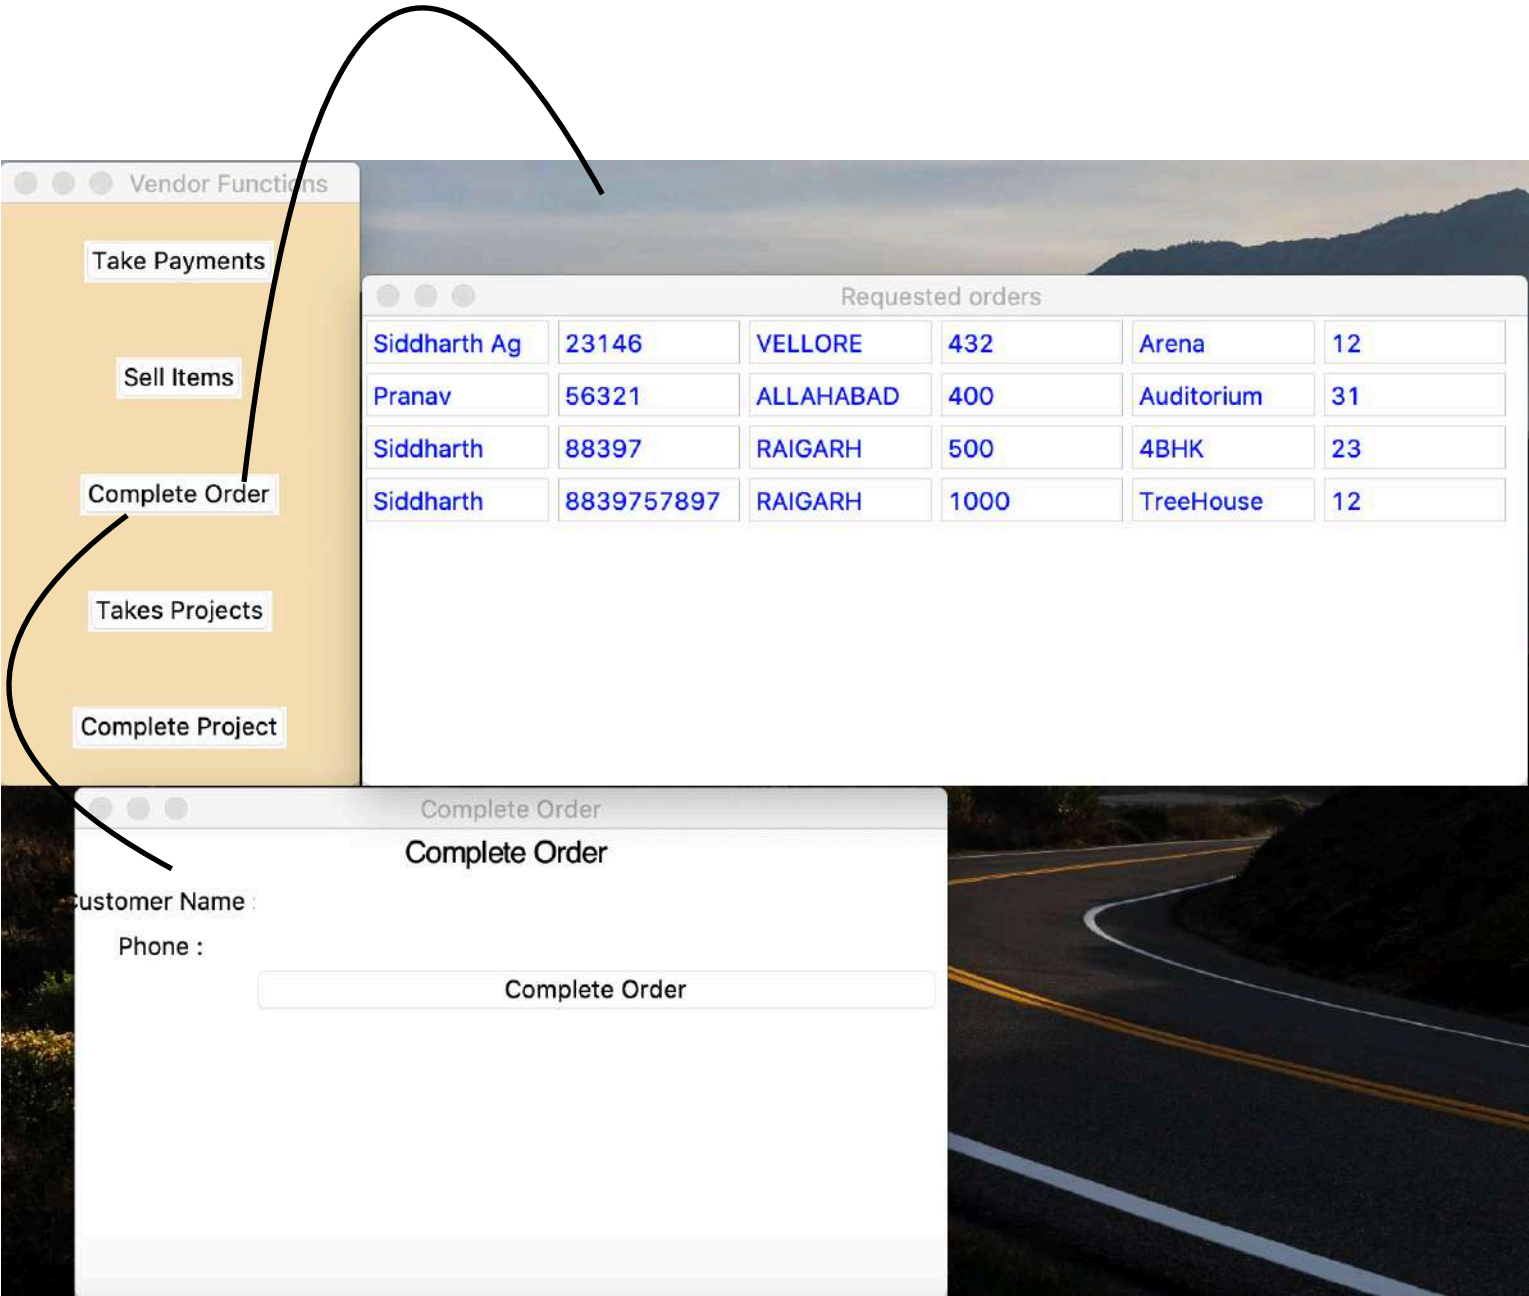 Vendor Functions
Take Payments
Sell Items
Complete Order
Takes Projects
Complete Project
Requested orders
Siddharth Ag 23146 VELLORE 432 Arena 12
Pranav 56321 ALLAHABAD 400 Auditorium 31
Siddharth 88397 RAIGARH 500 4BHK 23
Siddharth 8839757897 RAIGARH 1000 TreeHouse 12
Complete Order
Complete Order
Customer Name :
Phone :
Complete Order